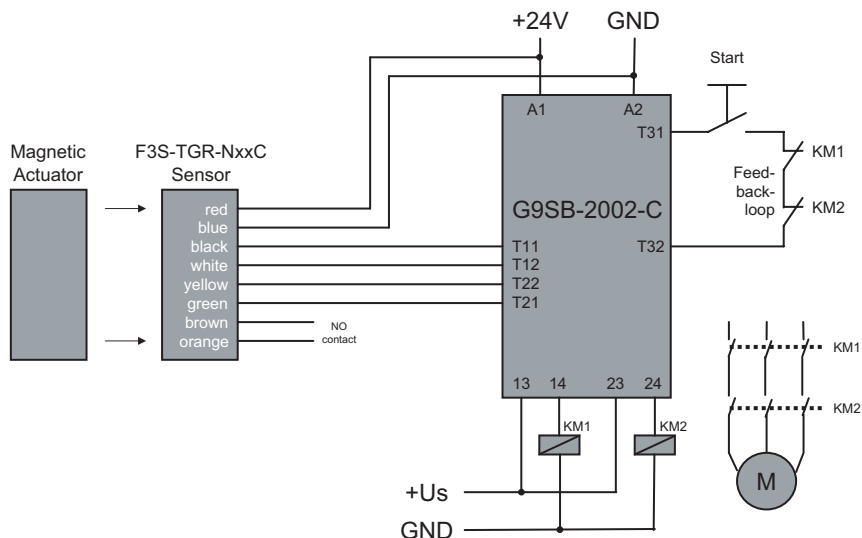 +24V
GND
Start
A1
A2
T31
KM1
Feed-
back-
loop
KM2
T32
Magnetic
Actuator
F3S-TGR-NxxC
Sensor
red
blue
black
white
yellow
green
brown
orange
NO
contact
G9SB-2002-C
T11
T12
T22
T21
13
14
23
24
KM1
KM2
+Us
GND
KM1
KM2
M